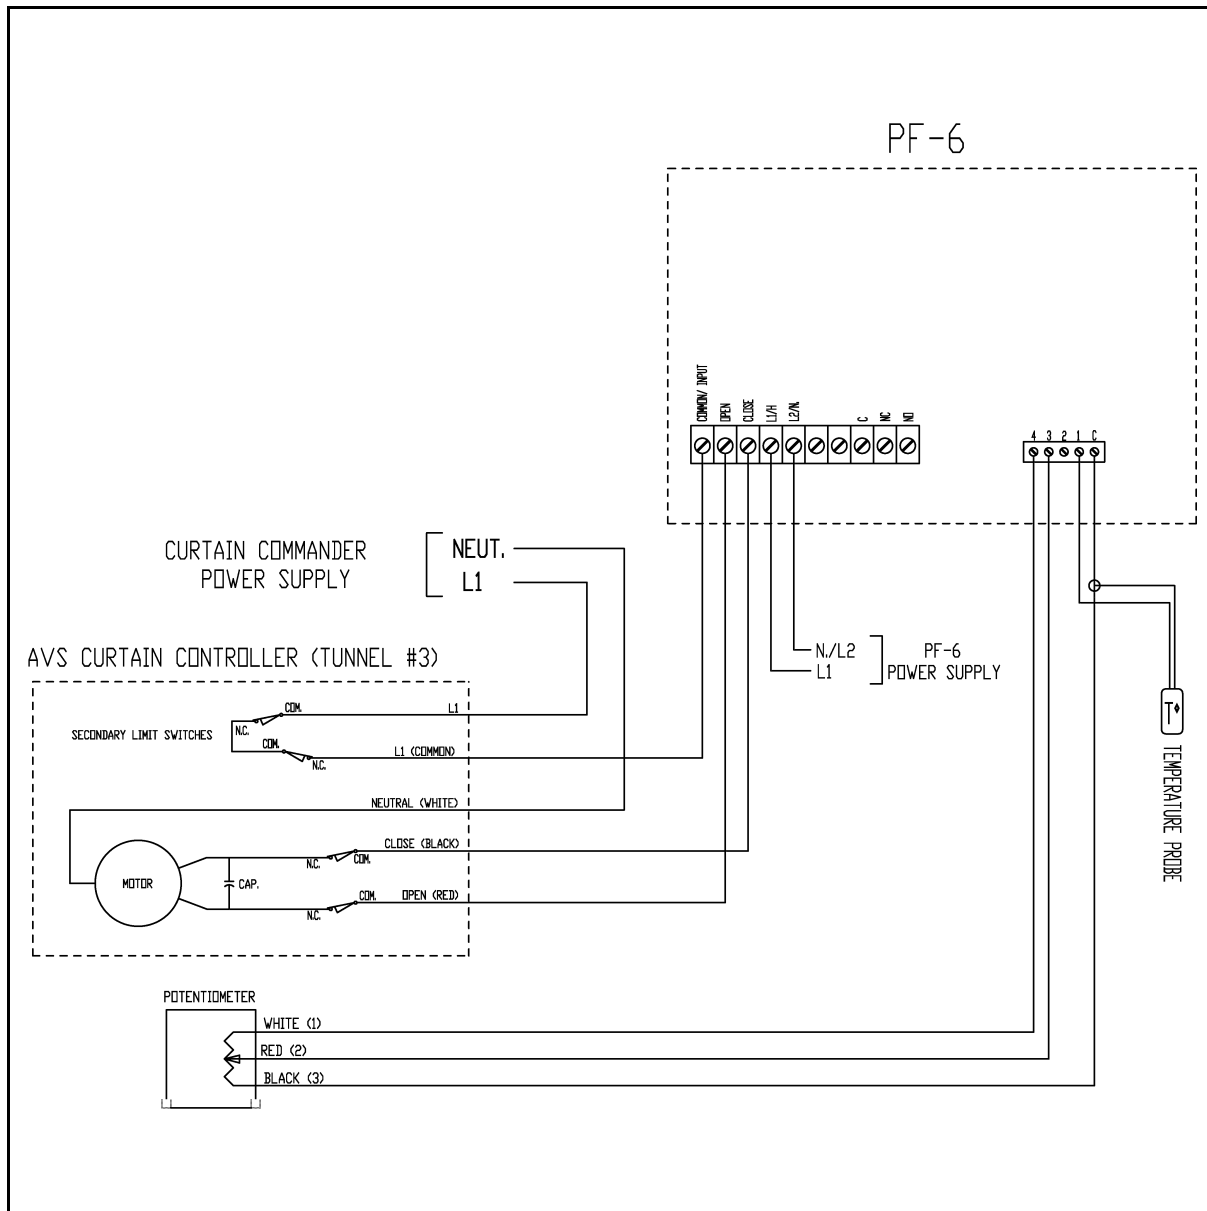 PF-6
COMMON/ INPUT
OPEN
CLOSE
L1/H
L2/N.
C
NC
NO
4 3 2 1 C
CURTAIN COMMANDER
POWER SUPPLY
NEUT.
L1
N./L2
L1
PF-6
POWER SUPPLY
AVS CURTAIN CONTROLLER (TUNNEL #3)
SECONDARY LIMIT SWITCHES
COM.
N.C.
L1
COM.
N.C.
L1 (COMMON)
NEUTRAL (WHITE)
CLOSE (BLACK)
N.C.
COM.
MOTOR
CAP.
COM.
N.C.
OPEN (RED)
T°
TEMPERATURE PROBE
POTENTIOMETER
WHITE (1)
RED (2)
BLACK (3)